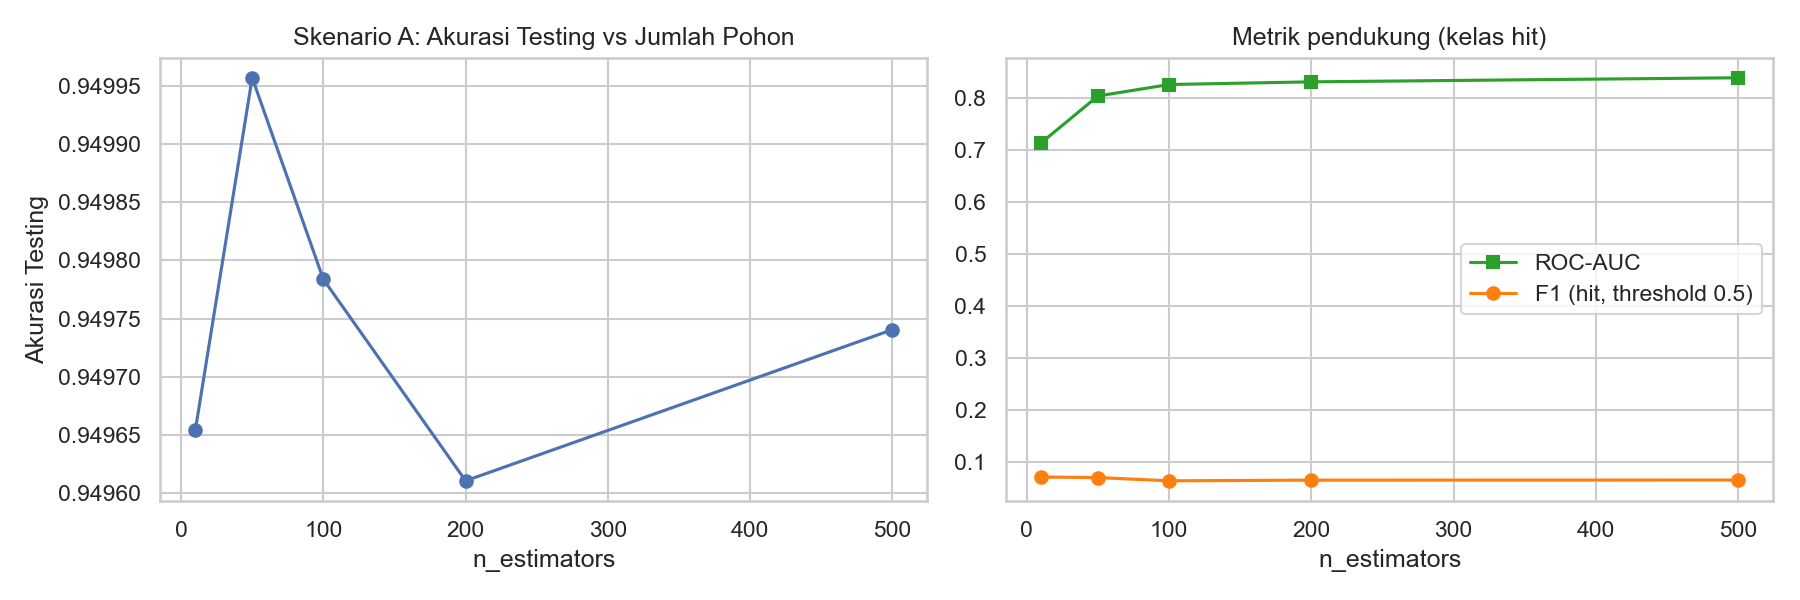 Skenario A: Akurasi Testing vs Jumlah Pohon
Akurasi Testing
0.94995
0.94990
0.94985
0.94980
0.94975
0.94970
0.94965
0.94960
0 100 200 300 400 500
n_estimators
Metrik pendukung (kelas hit)
0.8
0.7
0.6
0.5
0.4
0.3
0.2
0.1
ROC-AUC
F1 (hit, threshold 0.5)
0 100 200 300 400 500
n_estimators